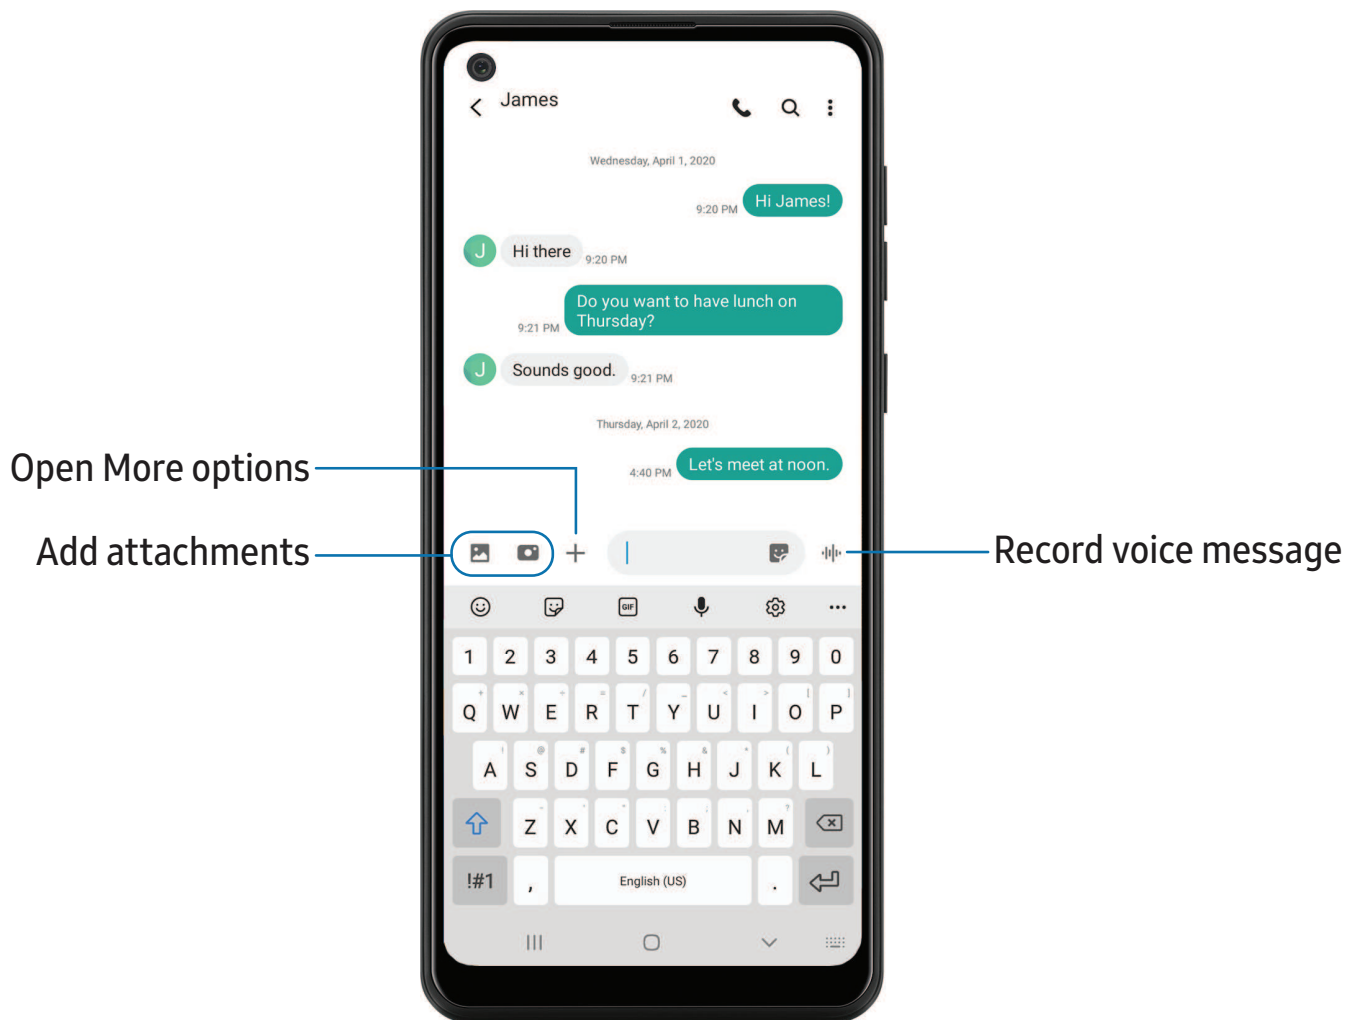 James
Wednesday, April 1, 2020
9:20 PM Hi James!
J Hi there 9:20 PM
Do you want to have lunch on
Thursday?
9:21 PM
J Sounds good. 9:21 PM
Thursday, April 2, 2020
4:40 PM Let's meet at noon.
Open More options
Add attachments
Record voice message
GIF
1 2 3 4 5 6 7 8 9 0
+ × ÷ = / _ < > [ ]
Q W E R T Y U I O P
! @ # $ % & * ( )
A S D F G H J K L
- ' " : ; , ?
Z X C V B N M
!#1 , English (US) .